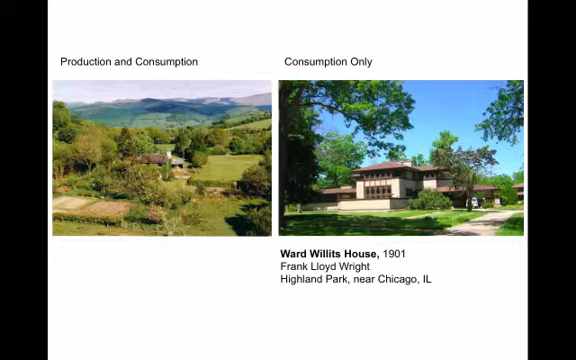 Production and Consumption
Consumption Only
Ward Willits House, 1901
Frank Lloyd Wright
Highland Park, near Chicago, IL